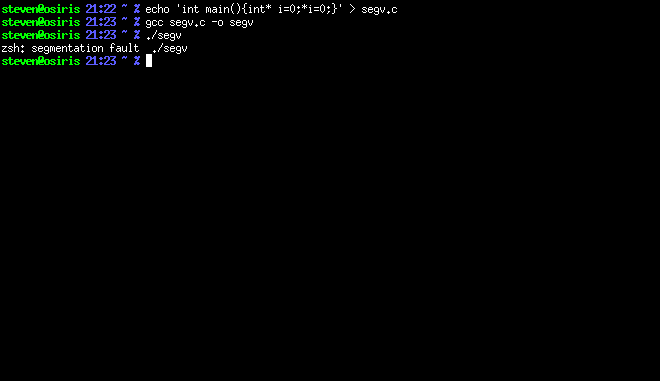 steven@osiris 21:22 ~ % echo 'int main(){int* i=0;*i=0;}' > segv.c
steven@osiris 21:23 ~ % gcc segv.c -o segv
steven@osiris 21:23 ~ % ./segv
zsh: segmentation fault  ./segv
steven@osiris 21:23 ~ %